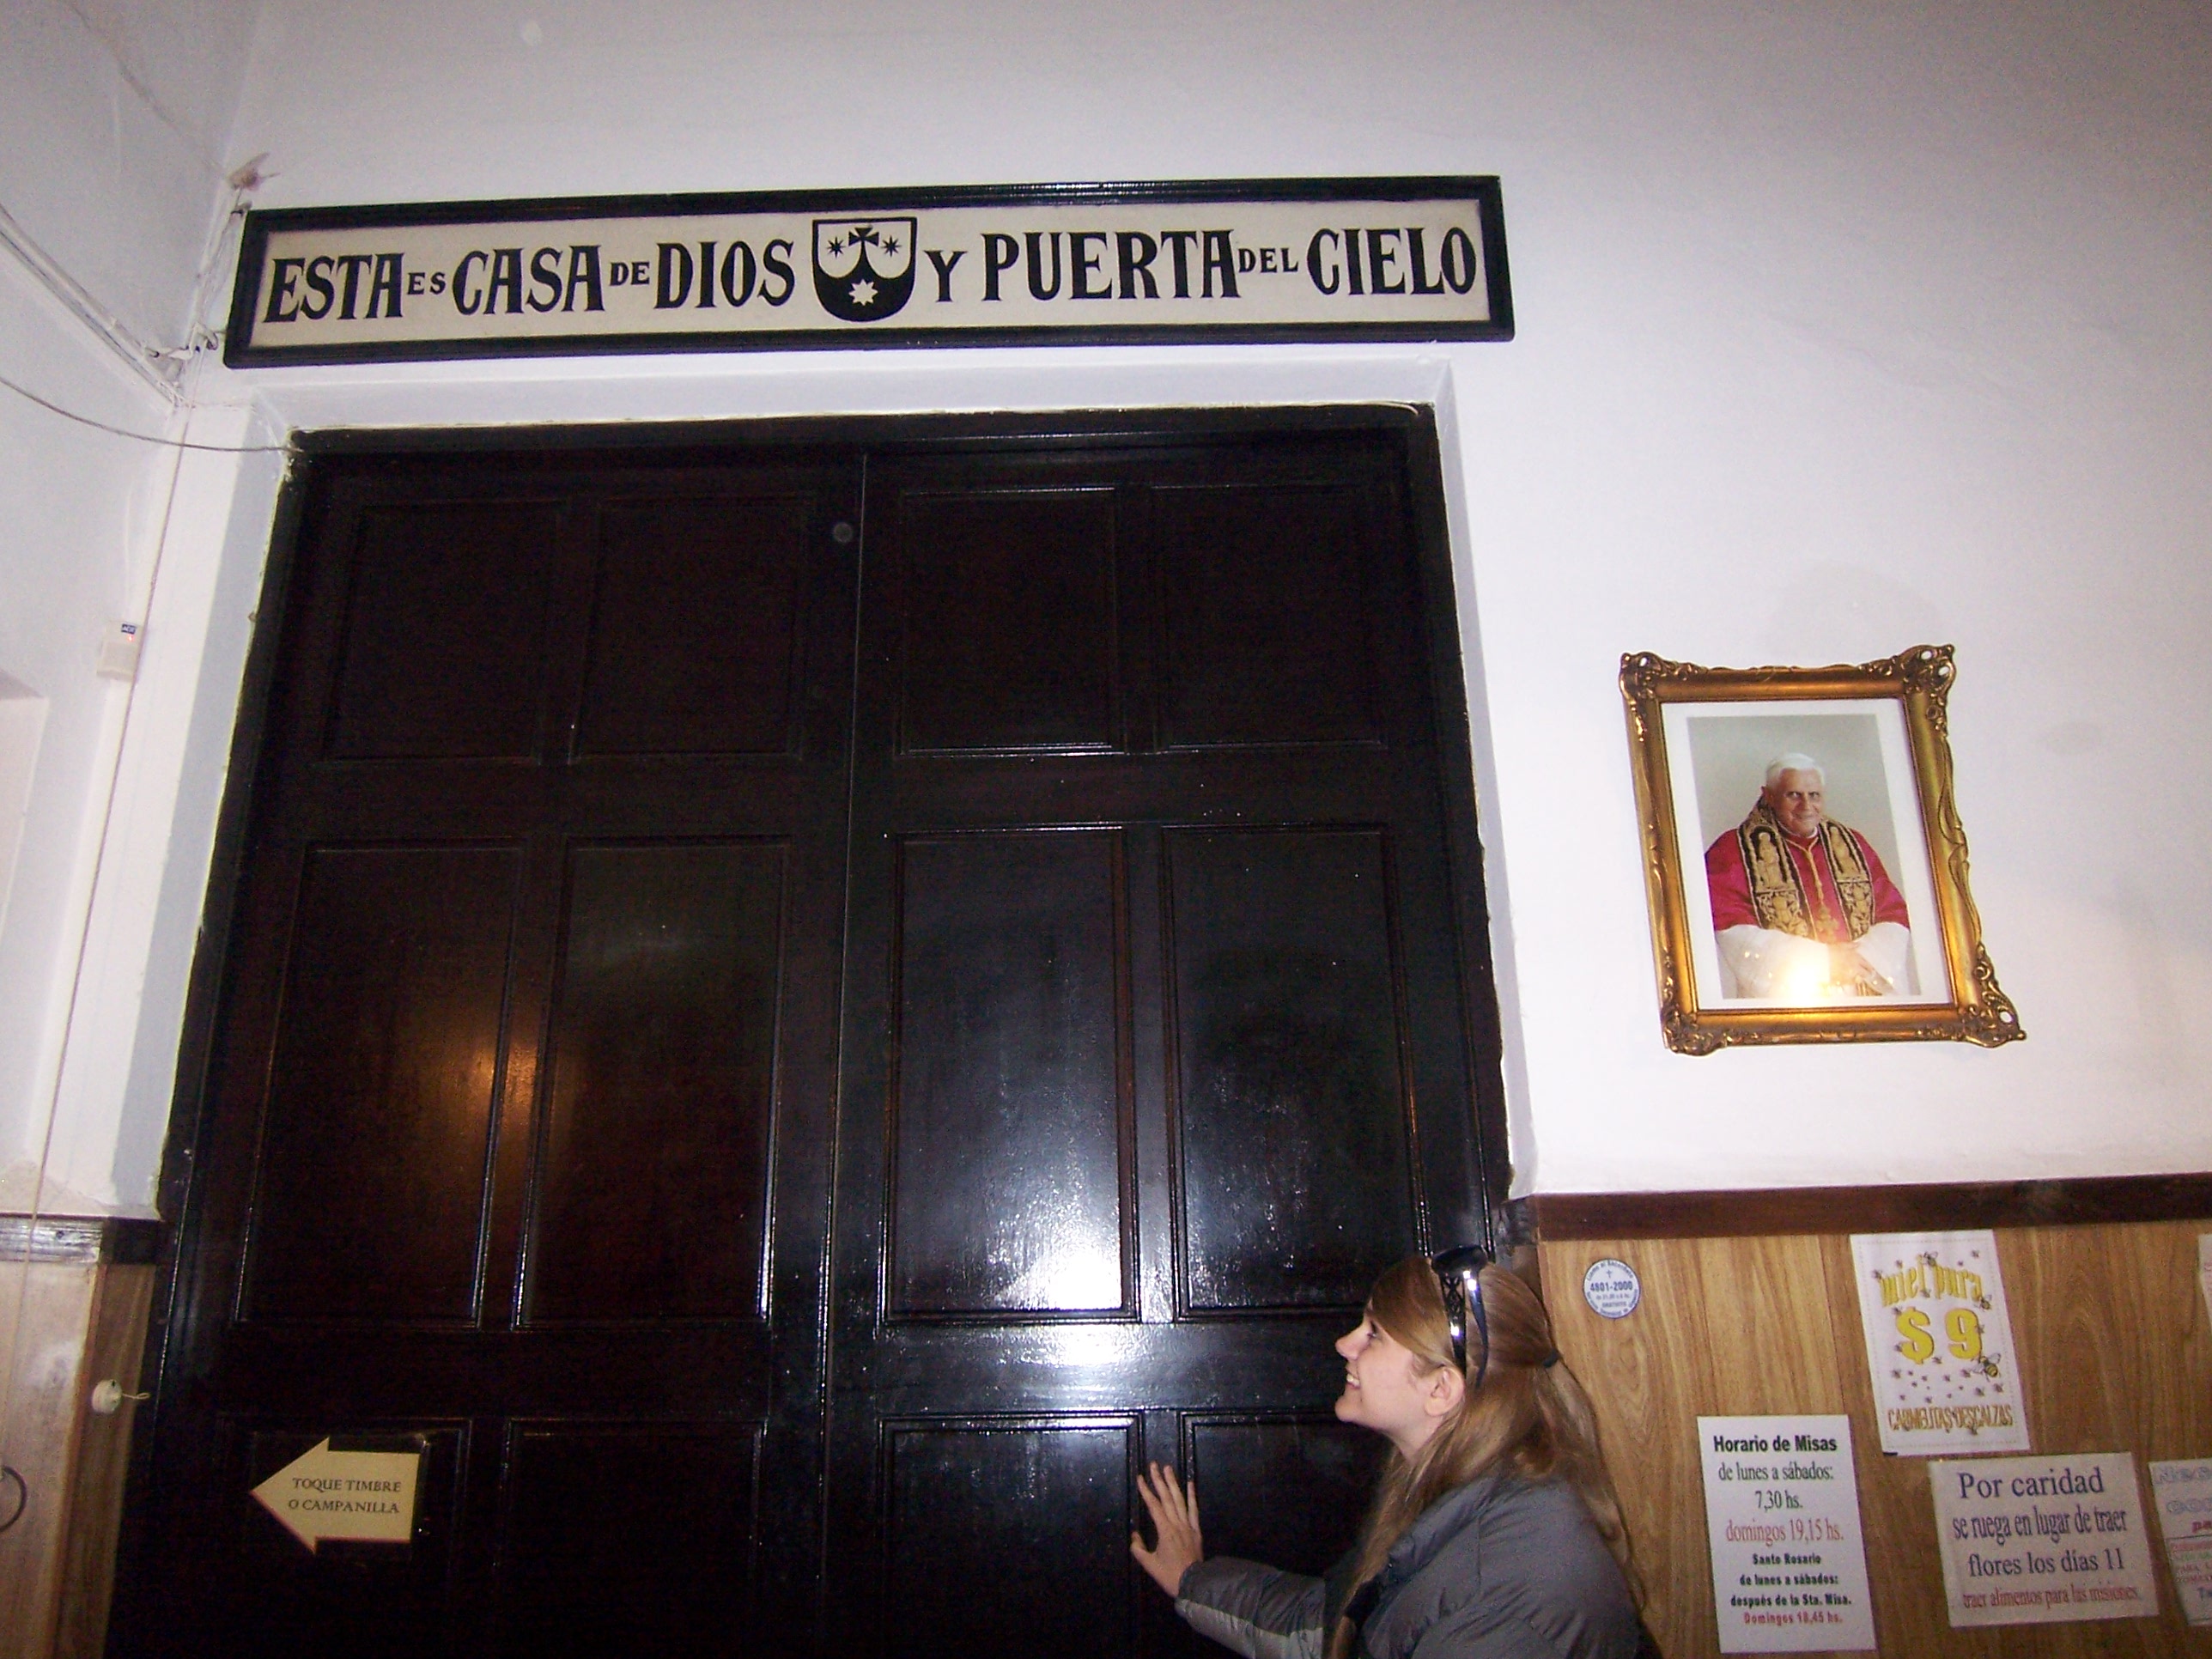 ESTA ES CASA DE DIOS Y PUERTA DEL CIELO
TOQUE TIMBRE
O CAMPANILLA
4801-2000
miel pura
$ 9
CARMELITAS DESCALZAS
Horario de Misas
de lunes a sábados:
7,30 hs.
domingos 19,15 hs.
Santo Rosario
de lunes a sábados:
después de la Sta. Misa.
Domingos 18,45 hs.
Por caridad
se ruega en lugar de traer
flores los días 11
traer alimentos para las misiones